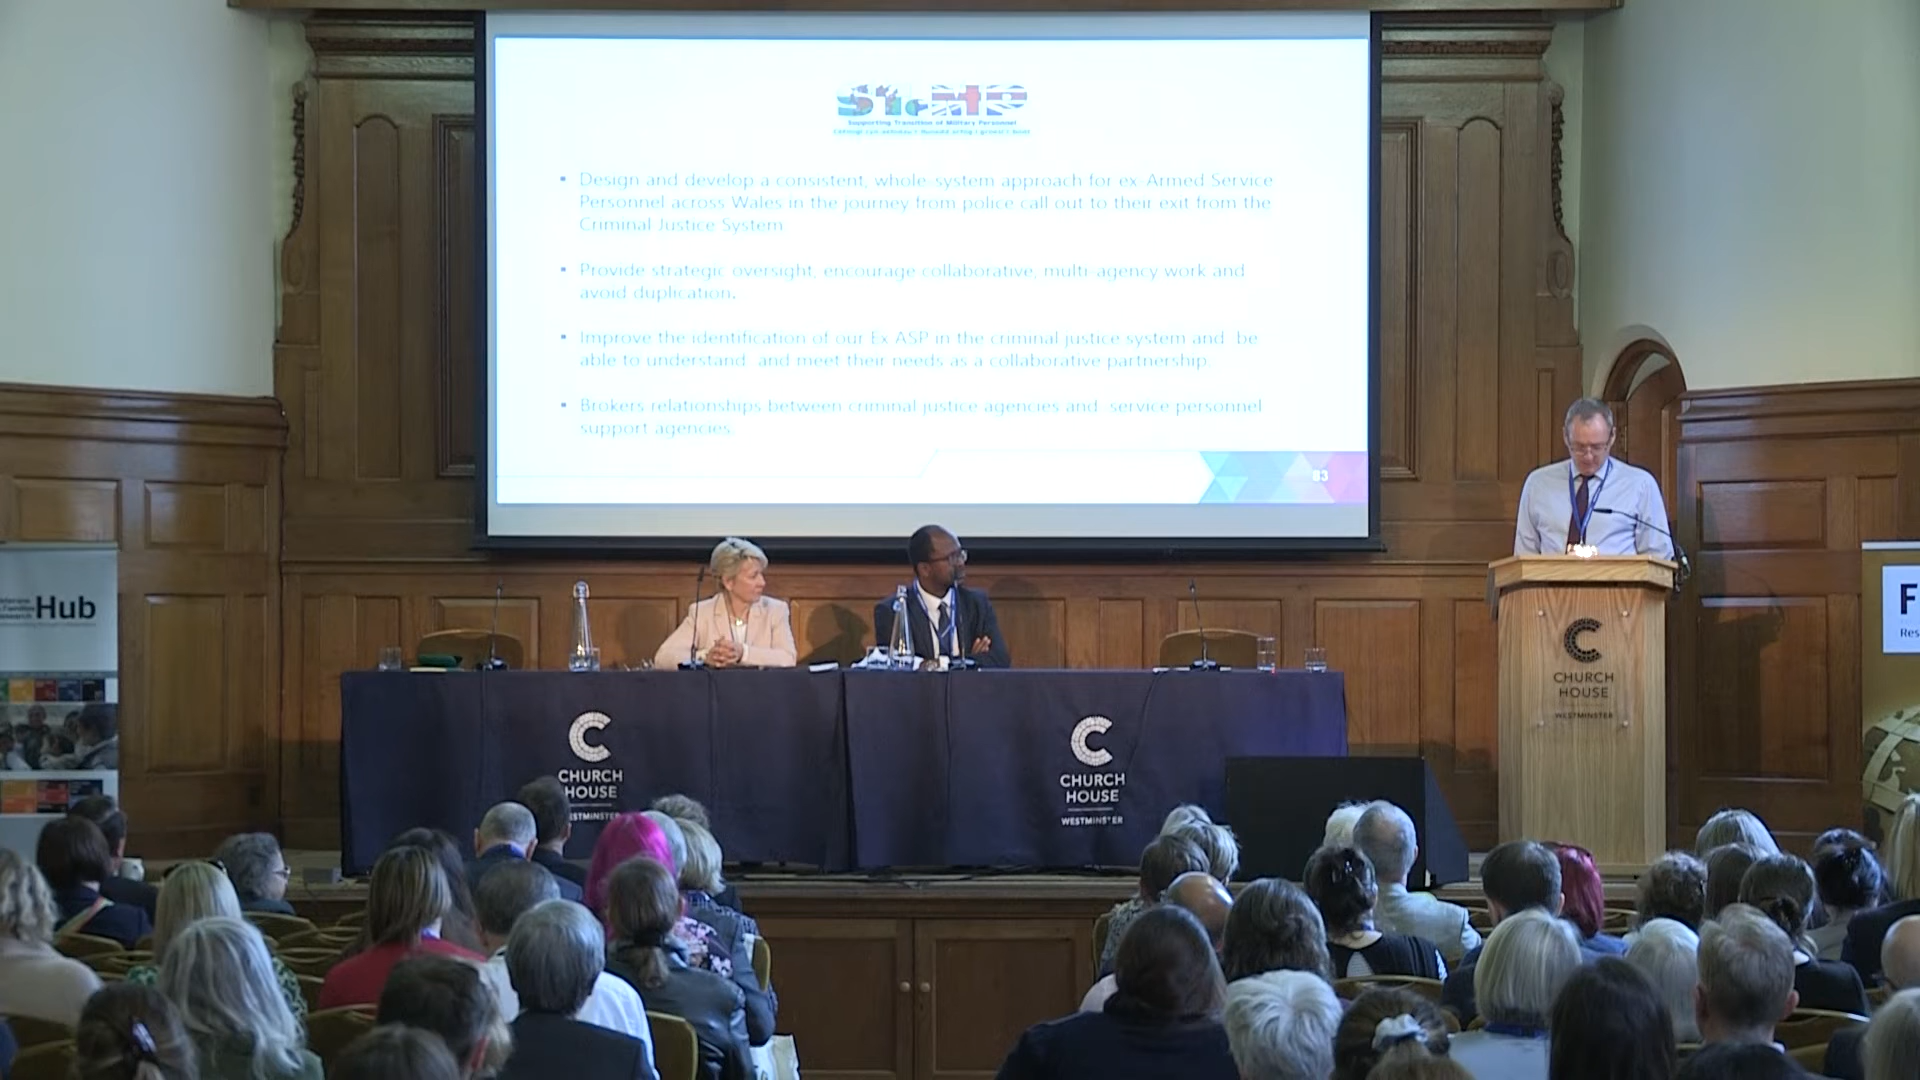 STOMP
Supporting Transition of Military Personnel
Design and develop a consistent, whole-system approach for ex-Armed Service
Personnel across Wales in the journey from police call out to their exit from the
Criminal Justice System
Provide strategic oversight, encourage collaborative, multi-agency work and
avoid duplication.
Improve the identification of our Ex ASP in the criminal justice system and be
able to understand and meet their needs as a collaborative partnership.
Brokers relationships between criminal justice agencies and service personnel
support agencies.
83
Hub
CHURCH
HOUSE
WESTMINSTER
CHURCH
HOUSE
WESTMINSTER
CHURCH
HOUSE
WESTMINSTER
F
Res